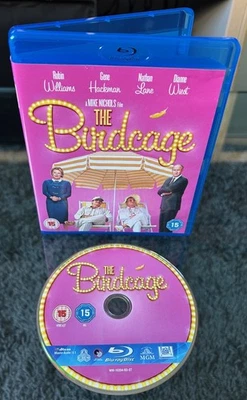 Blu-ray Disc
Robin Gene Nathan Dianne
Williams Hackman Lane Wiest
A MIKE NICHOLS Film
THE
Birdcage
15
15
THE
Birdcage
15
15
Blu-ray Disc
MGM